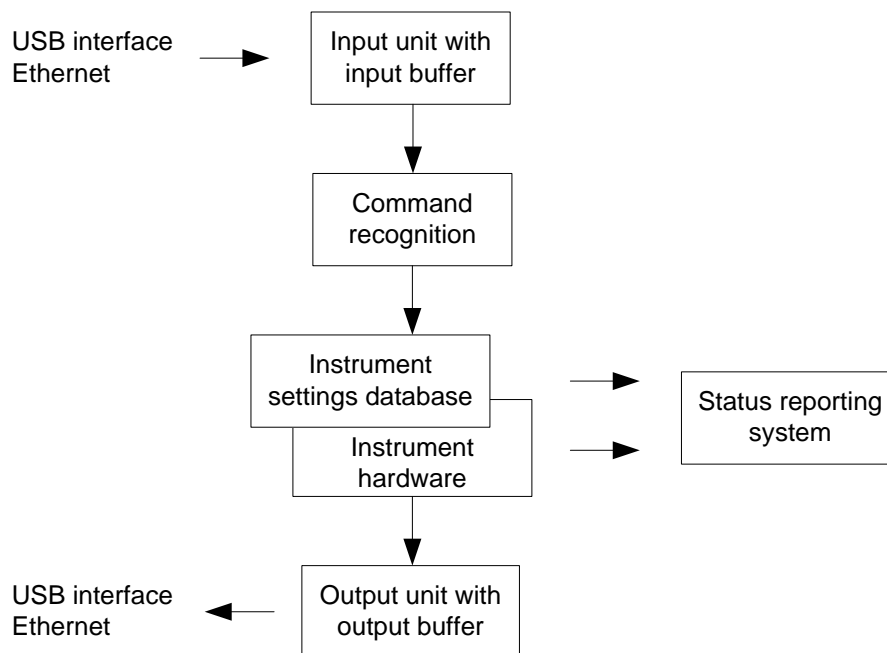 USB interface
Ethernet
Input unit with
input buffer
Command
recognition
Instrument
settings database
Instrument
hardware
Status reporting
system
USB interface
Ethernet
Output unit with
output buffer